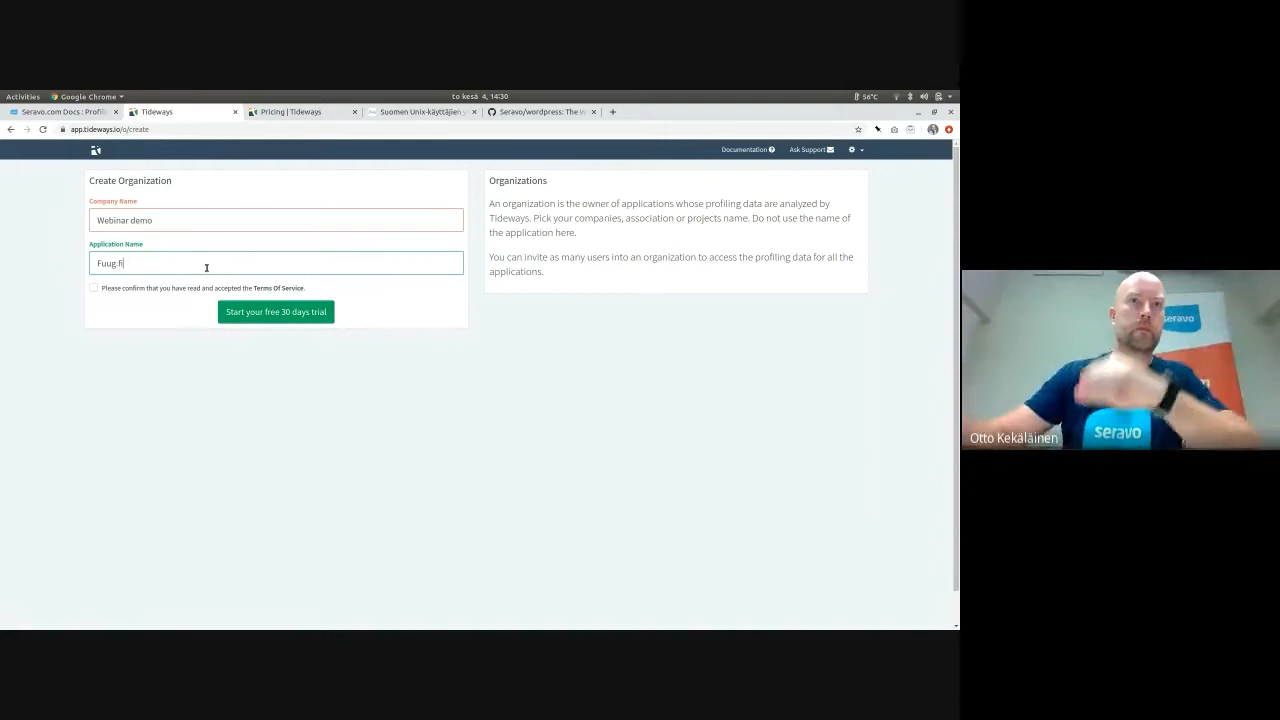 Activities
Google Chrome
to kesä 4, 14:30
56°C
Seravo.com Docs : Profili
Tideways
Pricing | Tideways
Suomen Unix-käyttäjien y
Seravo/wordpress: The W
app.tideways.io/o/create
Documentation
Ask Support
Create Organization
Company Name
Webinar demo
Application Name
Fuug.fi
Please confirm that you have read and accepted the Terms Of Service.
Start your free 30 days trial
Organizations
An organization is the owner of applications whose profiling data are analyzed by
Tideways. Pick your companies, association or projects name. Do not use the name of
the application here.
You can invite as many users into an organization to access the profiling data for all the
applications.
seravo
seravo
Otto Kekäläinen